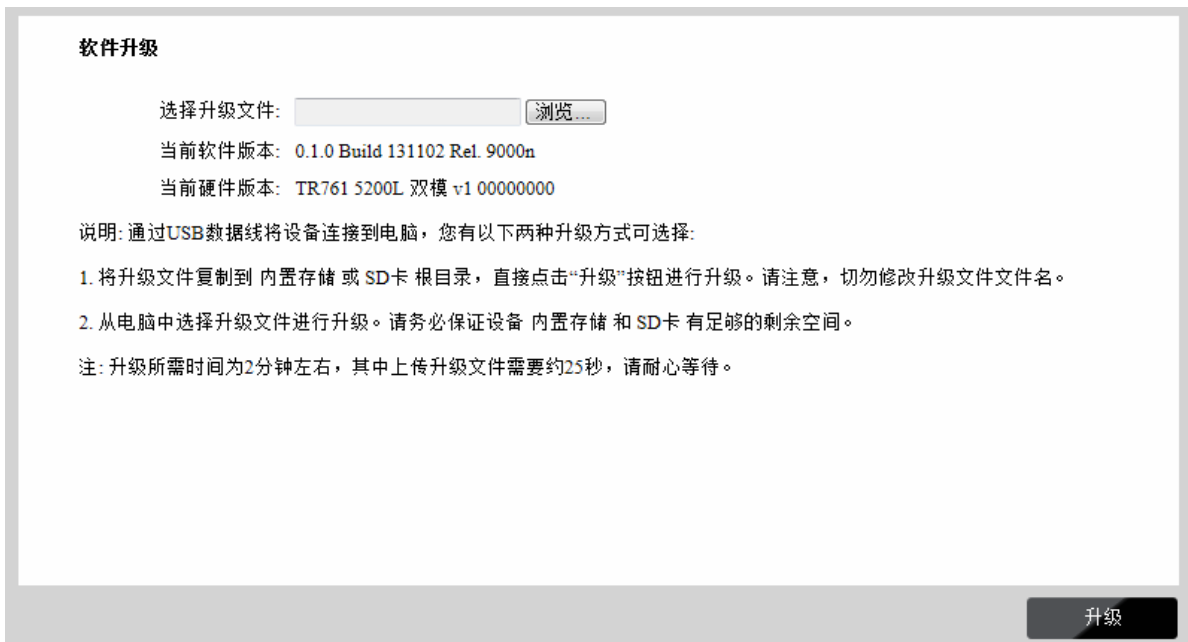 软件升级
选择升级文件: 浏览...
当前软件版本: 0.1.0 Build 131102 Rel. 9000n
当前硬件版本: TR761 5200L 双模 v1 00000000
说明: 通过USB数据线将设备连接到电脑，您有以下两种升级方式可选择:
1. 将升级文件复制到 内置存储 或 SD卡 根目录，直接点击“升级”按钮进行升级。请注意，切勿修改升级文件文件名。
2. 从电脑中选择升级文件进行升级。请务必保证设备 内置存储 和 SD卡 有足够的剩余空间。
注: 升级所需时间为2分钟左右，其中上传升级文件需要约25秒，请耐心等待。
升级